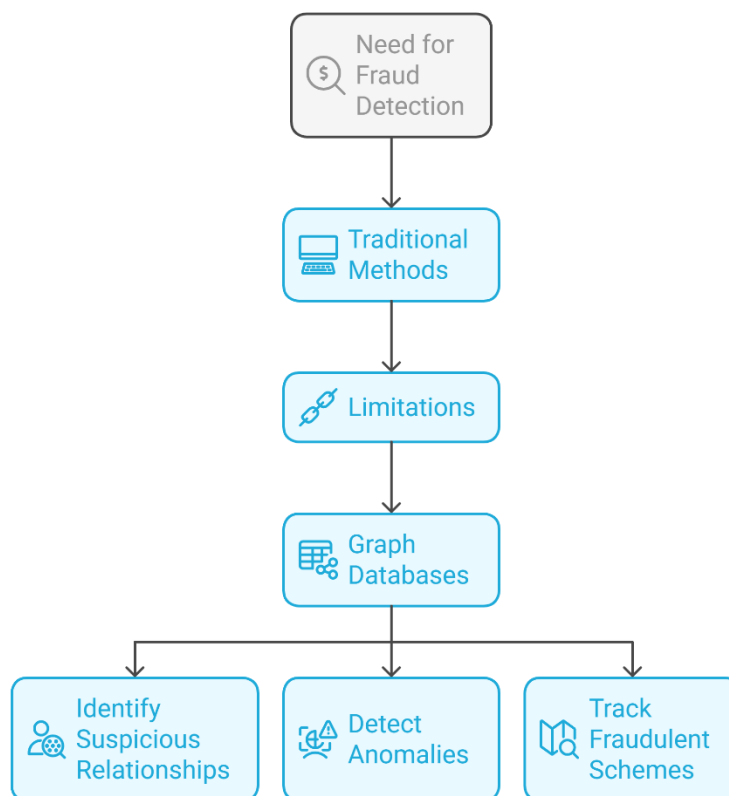 Need for
Fraud
Detection
Traditional
Methods
Limitations
Graph
Databases
Identify
Suspicious
Relationships
Detect
Anomalies
Track
Fraudulent
Schemes